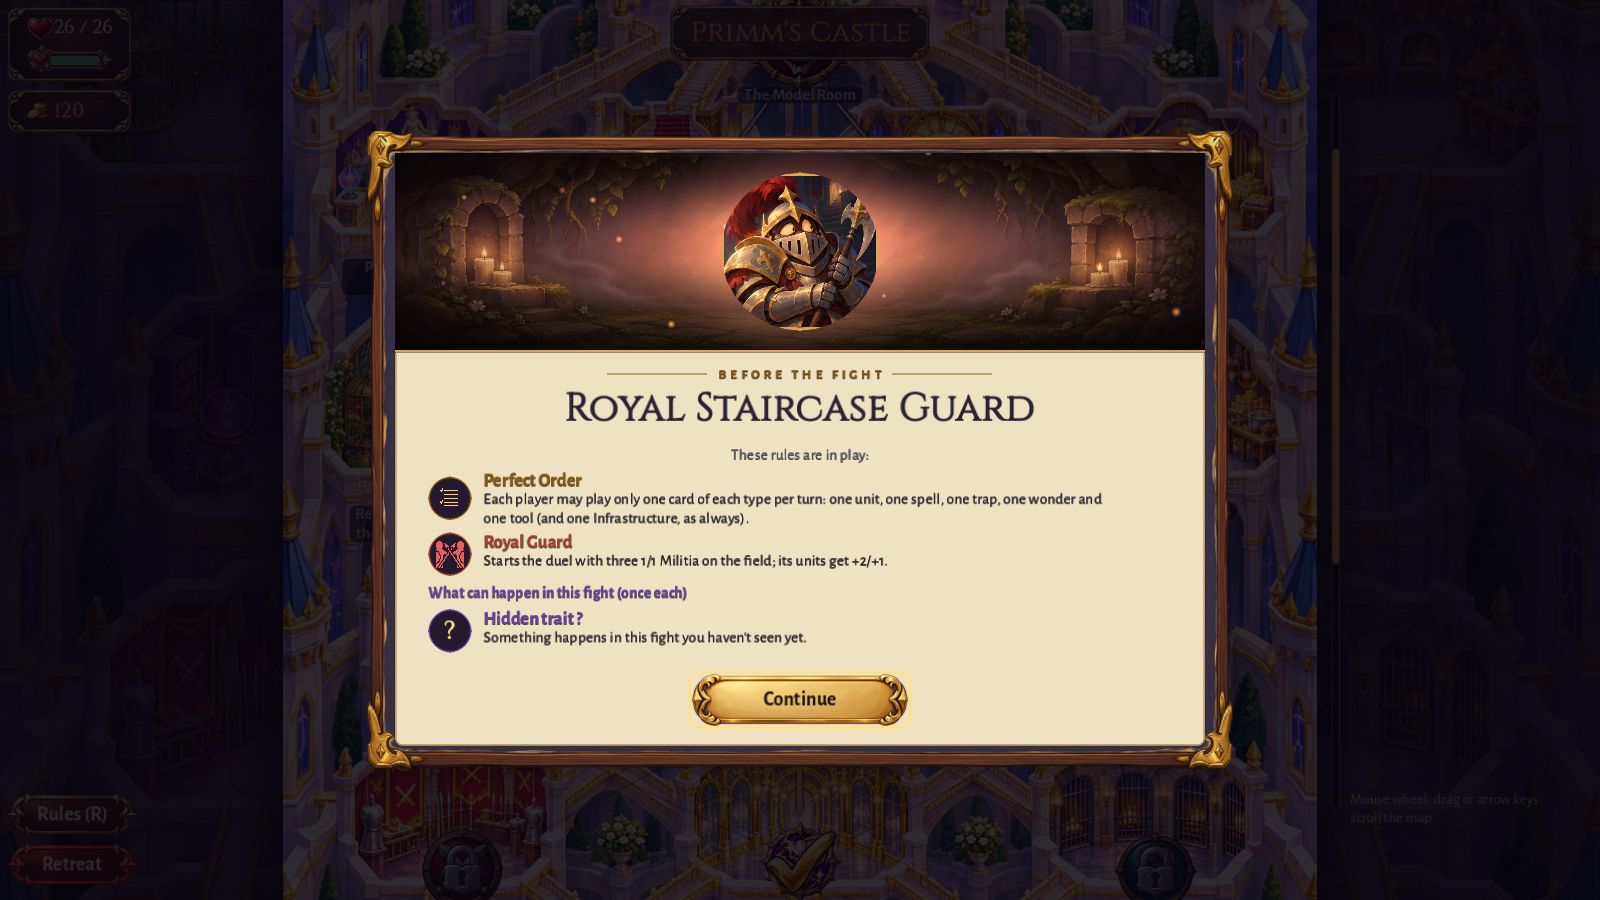 26 / 26
120
PRIMM'S CASTLE
The Model Room
BEFORE THE FIGHT
ROYAL STAIRCASE GUARD
These rules are in play:
Perfect Order
Each player may play only one card of each type per turn: one unit, one spell, one trap, one wonder and
one tool (and one Infrastructure, as always).
Royal Guard
Starts the duel with three 1/1 Militia on the field; its units get +2/+1.
What can happen in this fight (once each)
?
Hidden trait ?
Something happens in this fight you haven't seen yet.
Continue
Rules (R)
Retreat
Mouse wheel, drag or arrow keys:
scroll the map